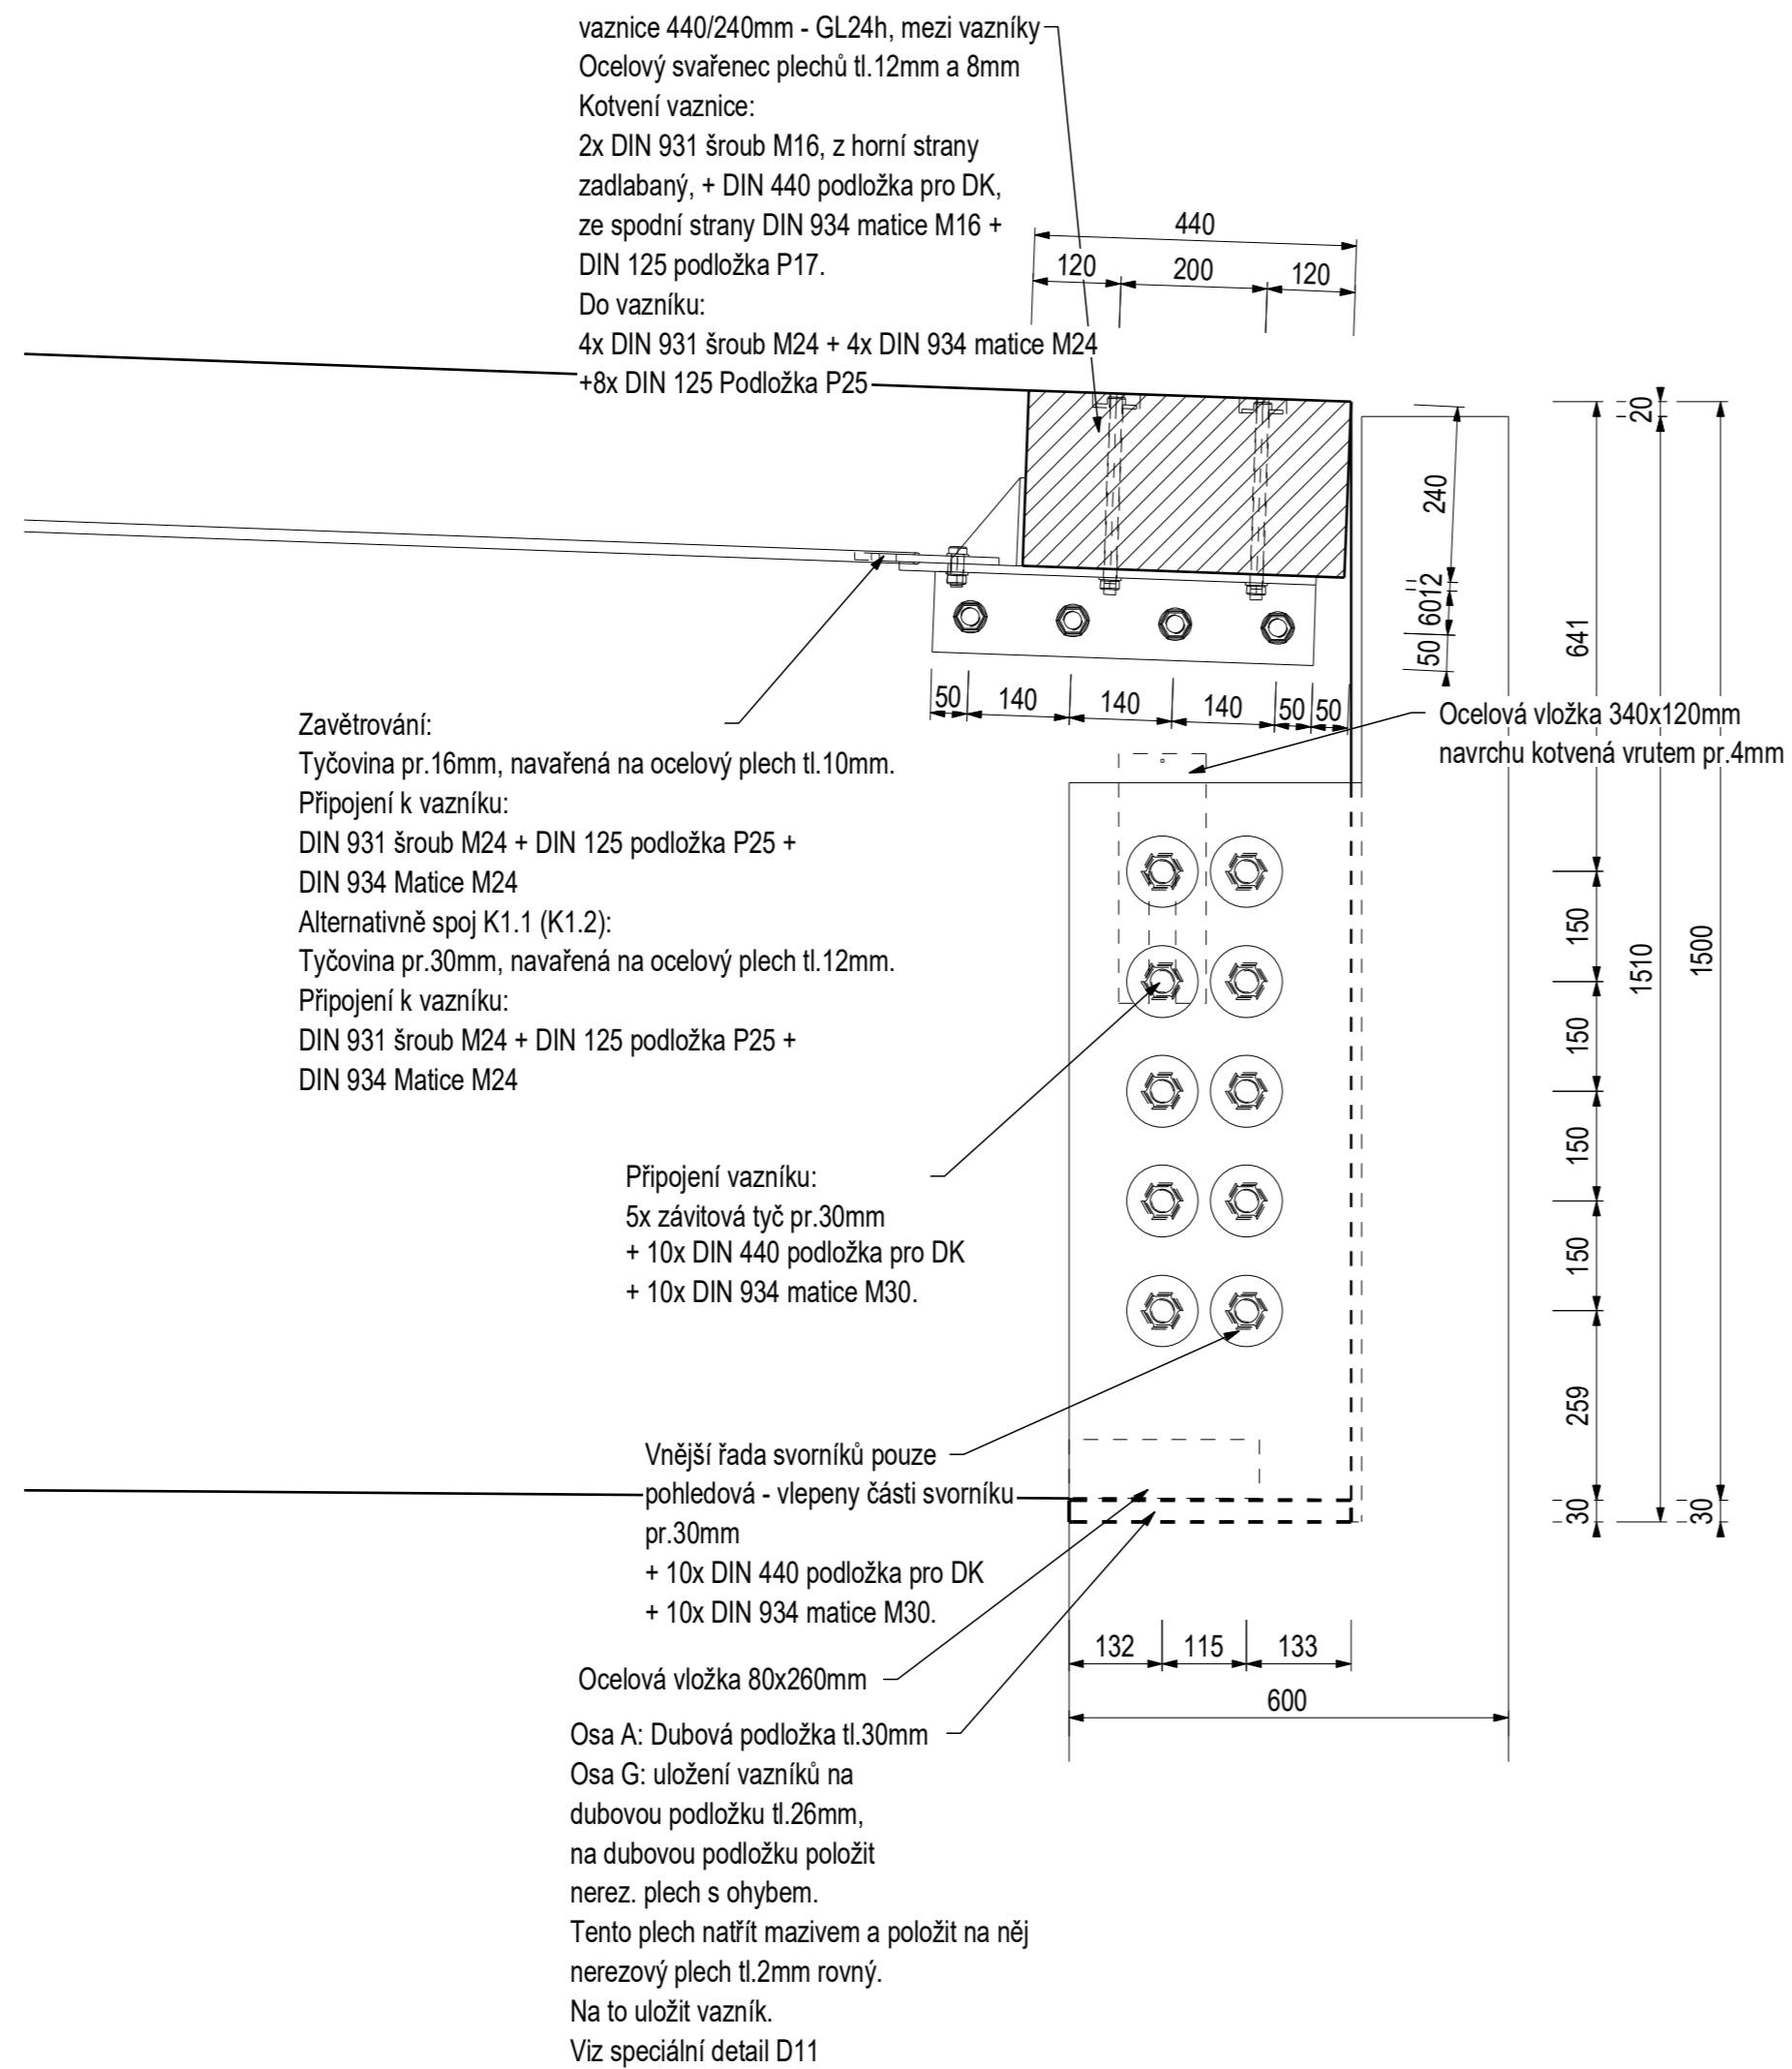 vaznice 440/240mm - GL24h, mezi vazníky
Ocelový svařenec plechů tl.12mm a 8mm
Kotvení vaznice:
2x DIN 931 šroub M16, z horní strany
zadlabaný, + DIN 440 podložka pro DK,
ze spodní strany DIN 934 matice M16 +
DIN 125 podložka P17.
Do vazníku:
4x DIN 931 šroub M24 + 4x DIN 934 matice M24
+8x DIN 125 Podložka P25
440
120 200 120
20
240
12
60
50
641
1510
1500
50 140 140 140 50 50
Ocelová vložka 340x120mm
navrchu kotvená vrutem pr.4mm
Zavětrování:
Tyčovina pr.16mm, navařená na ocelový plech tl.10mm.
Připojení k vazníku:
DIN 931 šroub M24 + DIN 125 podložka P25 +
DIN 934 Matice M24
Alternativně spoj K1.1 (K1.2):
Tyčovina pr.30mm, navařená na ocelový plech tl.12mm.
Připojení k vazníku:
DIN 931 šroub M24 + DIN 125 podložka P25 +
DIN 934 Matice M24
150
150
150
150
259
30
30
Připojení vazníku:
5x závitová tyč pr.30mm
+ 10x DIN 440 podložka pro DK
+ 10x DIN 934 matice M30.
Vnější řada svorníků pouze
pohledová - vlepeny části svorníku
pr.30mm
+ 10x DIN 440 podložka pro DK
+ 10x DIN 934 matice M30.
132 115 133
600
Ocelová vložka 80x260mm
Osa A: Dubová podložka tl.30mm
Osa G: uložení vazníků na
dubovou podložku tl.26mm,
na dubovou podložku položit
nerez. plech s ohybem.
Tento plech natřít mazivem a položit na něj
nerezový plech tl.2mm rovný.
Na to uložit vazník.
Viz speciální detail D11